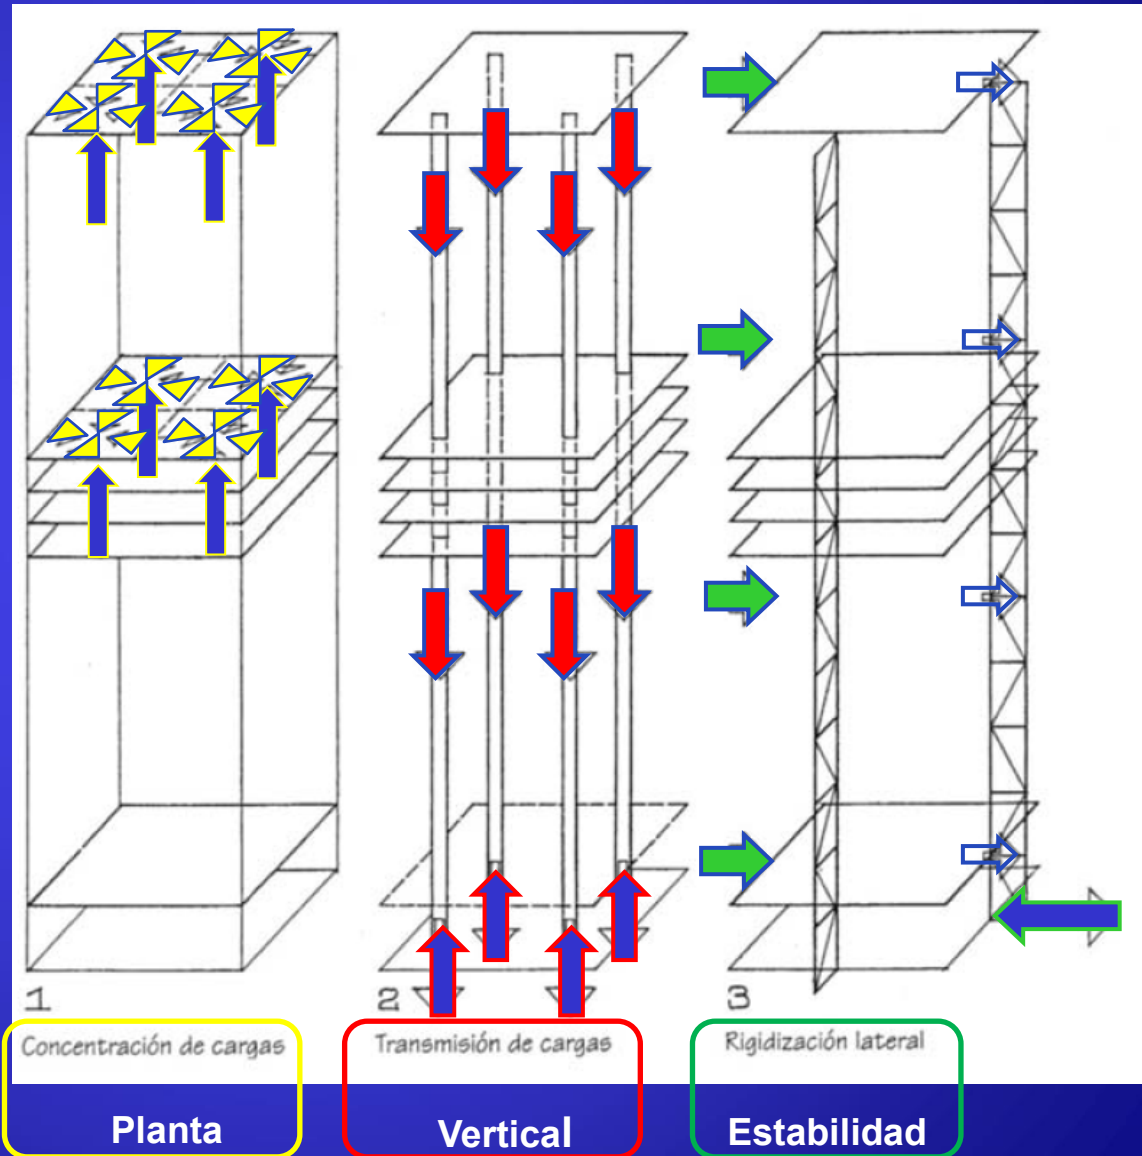 1
2
3
Concentración de cargas
Transmisión de cargas
Rigidización lateral
Planta
Vertical
Estabilidad